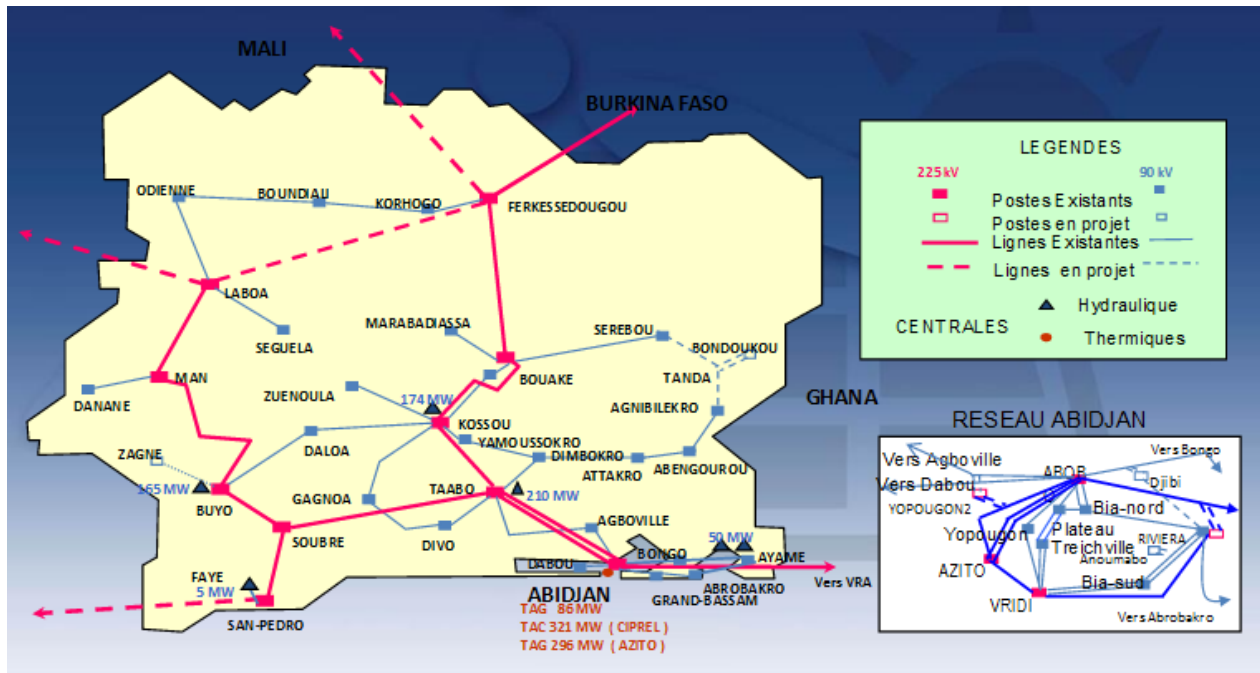 MALI
BURKINA FASO
ODIENNE
BOUNDIALI
KORHOGO
FERKESSEDOUGOU
LABOA
SEGUELA
MARABADIASSA
SEREBOU
BONDOUKOU
MAN
BOUAKE
TANDA
DANANE
ZUENOULA
174 MW
AGNIBILEKRO
GHANA
KOSSOU
YAMOUSSOKRO
ZAGNE
DALOA
DIMBOKRO
ATTAKRO
ABENGOUROU
165 MW
BUYO
GAGNOA
TAABO
210 MW
SOUBRE
DIVO
AGBOVILLE
50 MW
DABOU
BONGO
AYAME
FAYE
5 MW
ABROBAKRO
GRAND-BASSAM
Vers VRA
SAN-PEDRO
ABIDJAN
TAG 86 MW
TAC 321 MW ( CIPREL )
TAG 296 MW ( AZITO )
LEGENDES
225 kV
90 kV
Postes Existants
Postes en projet
Lignes Existantes
Lignes en projet
Hydraulique
CENTRALES
Thermiques
RESEAU ABIDJAN
Vers Agboville
ABOB
Vers Bongo
Vers Dabou
Djibi
YOPOUGON2
Bia-nord
Yopougon
Plateau
RIVIERA
Treichville
Anoumabo
AZITO
Bia-sud
VRIDI
Vers Abrobakro